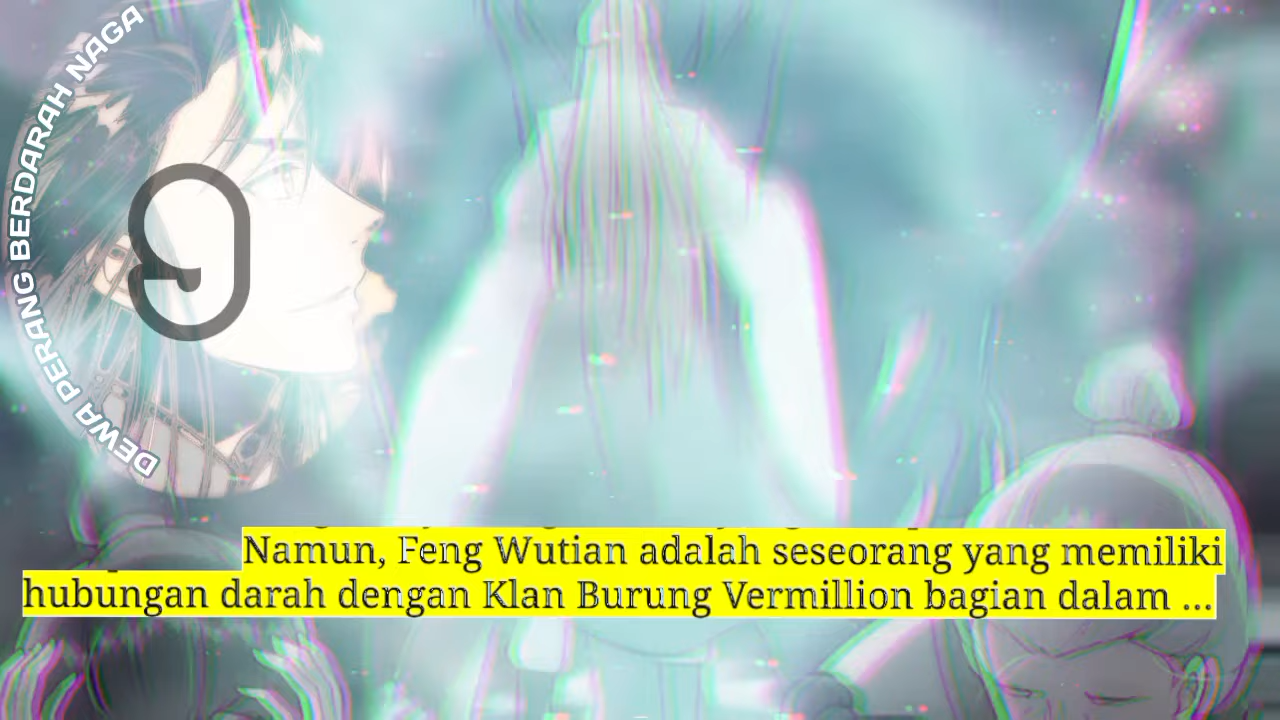 DEWA PERANG BERDARAH NAGA
Namun, Feng Wutian adalah seseorang yang memiliki
hubungan darah dengan Klan Burung Vermillion bagian dalam ...